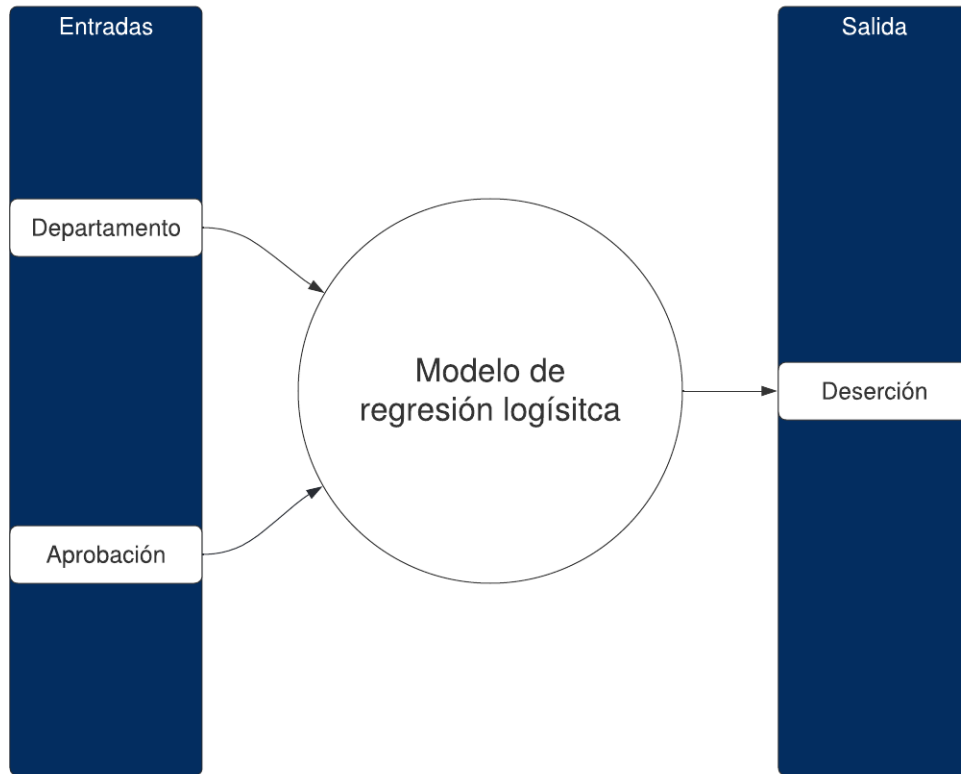 Entradas
Salida
Departamento
Modelo de
regresión logísitca
Deserción
Aprobación